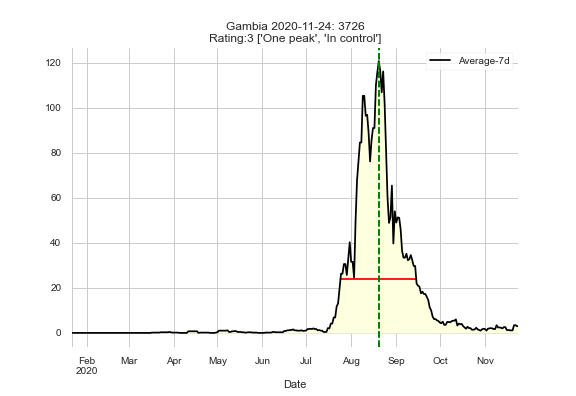 Gambia 2020-11-24: 3726
Rating:3 ['One peak', 'In control']
Average-7d
120
100
80
60
40
20
0
Feb Mar Apr May Jun Jul Aug Sep Oct Nov
2020
Date